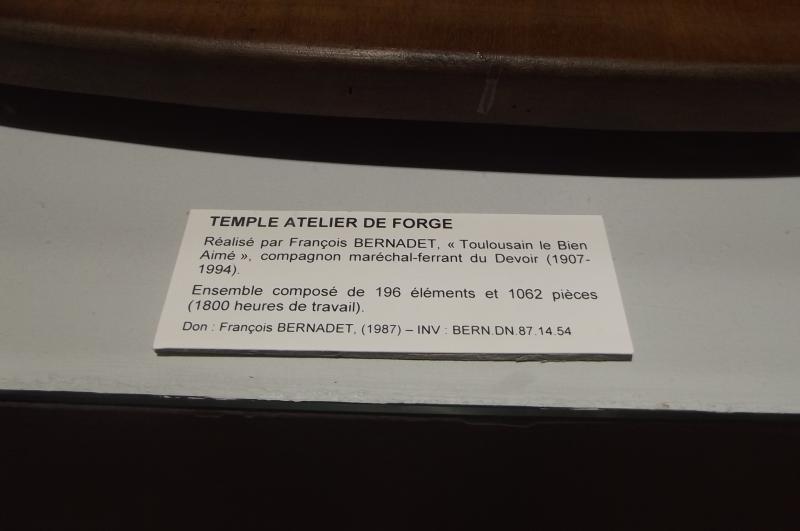 TEMPLE ATELIER DE FORGE
Réalisé par François BERNADET, « Toulousain le Bien
Aimé », compagnon maréchal-ferrant du Devoir (1907-
1994).
Ensemble composé de 196 éléments et 1062 pièces
(1800 heures de travail).
Don : François BERNADET, (1987) – INV : BERN.DN.87.14.54